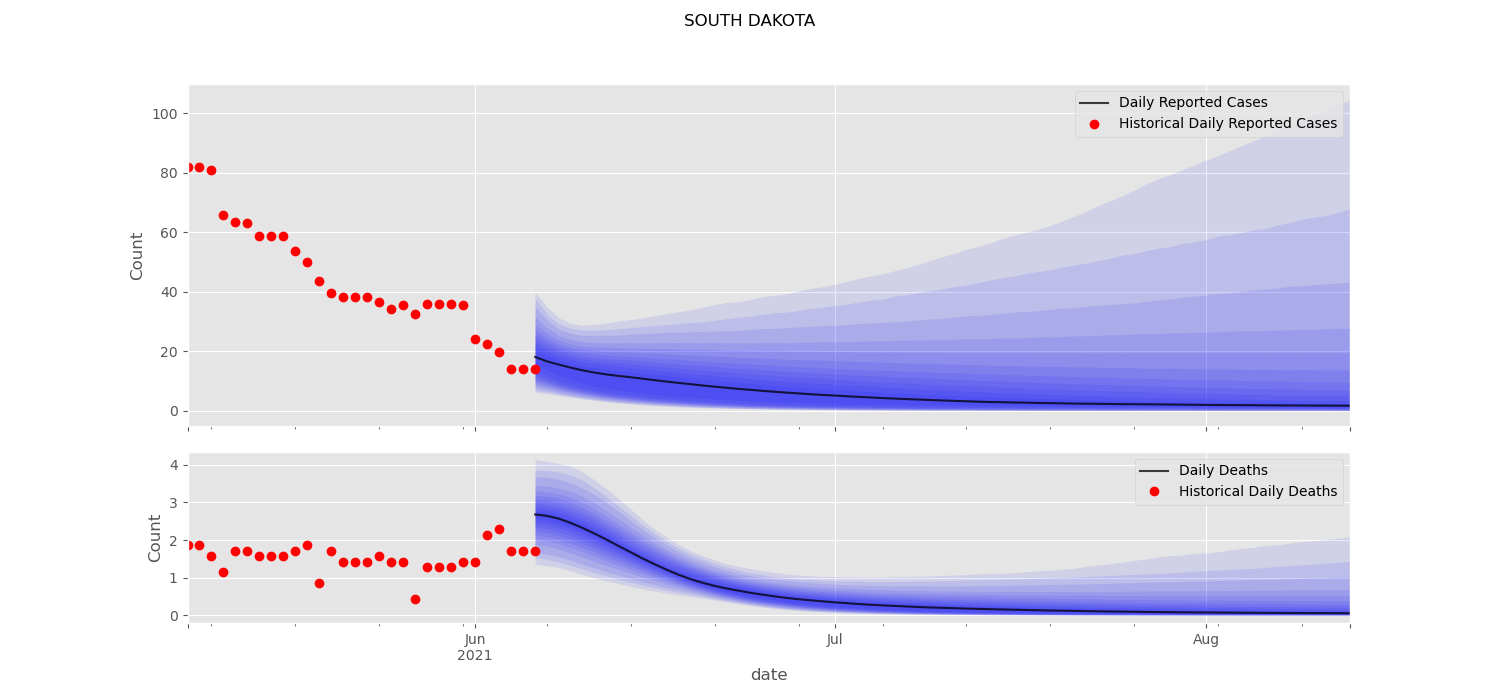 SOUTH DAKOTA
Daily Reported Cases
Historical Daily Reported Cases
100
80
60
40
20
0
Count
Daily Deaths
Historical Daily Deaths
4
3
2
1
0
Count
Jun
2021
Jul
Aug
date